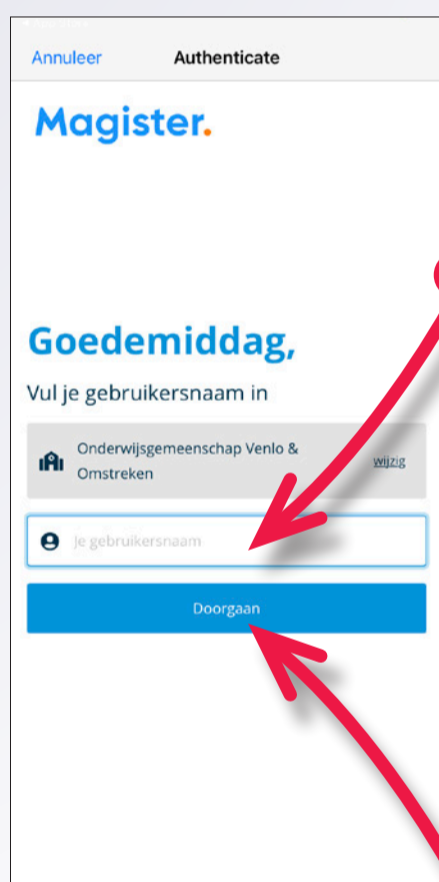 Annuleer Authenticate
Magister.
Goedemiddag,
Vul je gebruikersnaam in
Onderwijsgemeenschap Venlo &
Omstreken
wijzig
je gebruikersnaam
Doorgaan